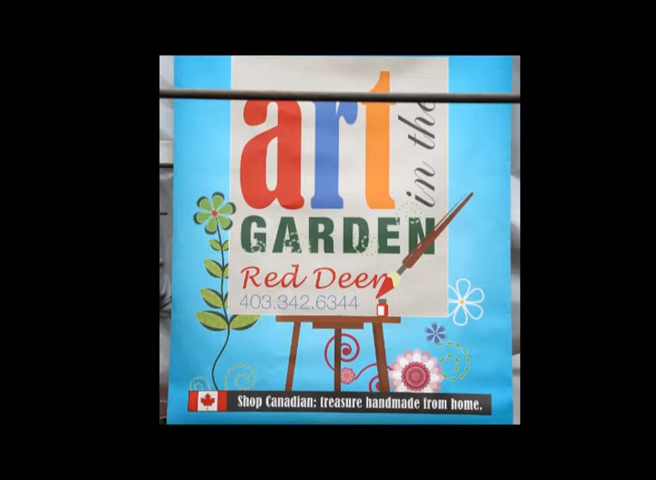 art in the
GARDEN
Red Deer
403.342.6344
Shop Canadian: treasure handmade from home.